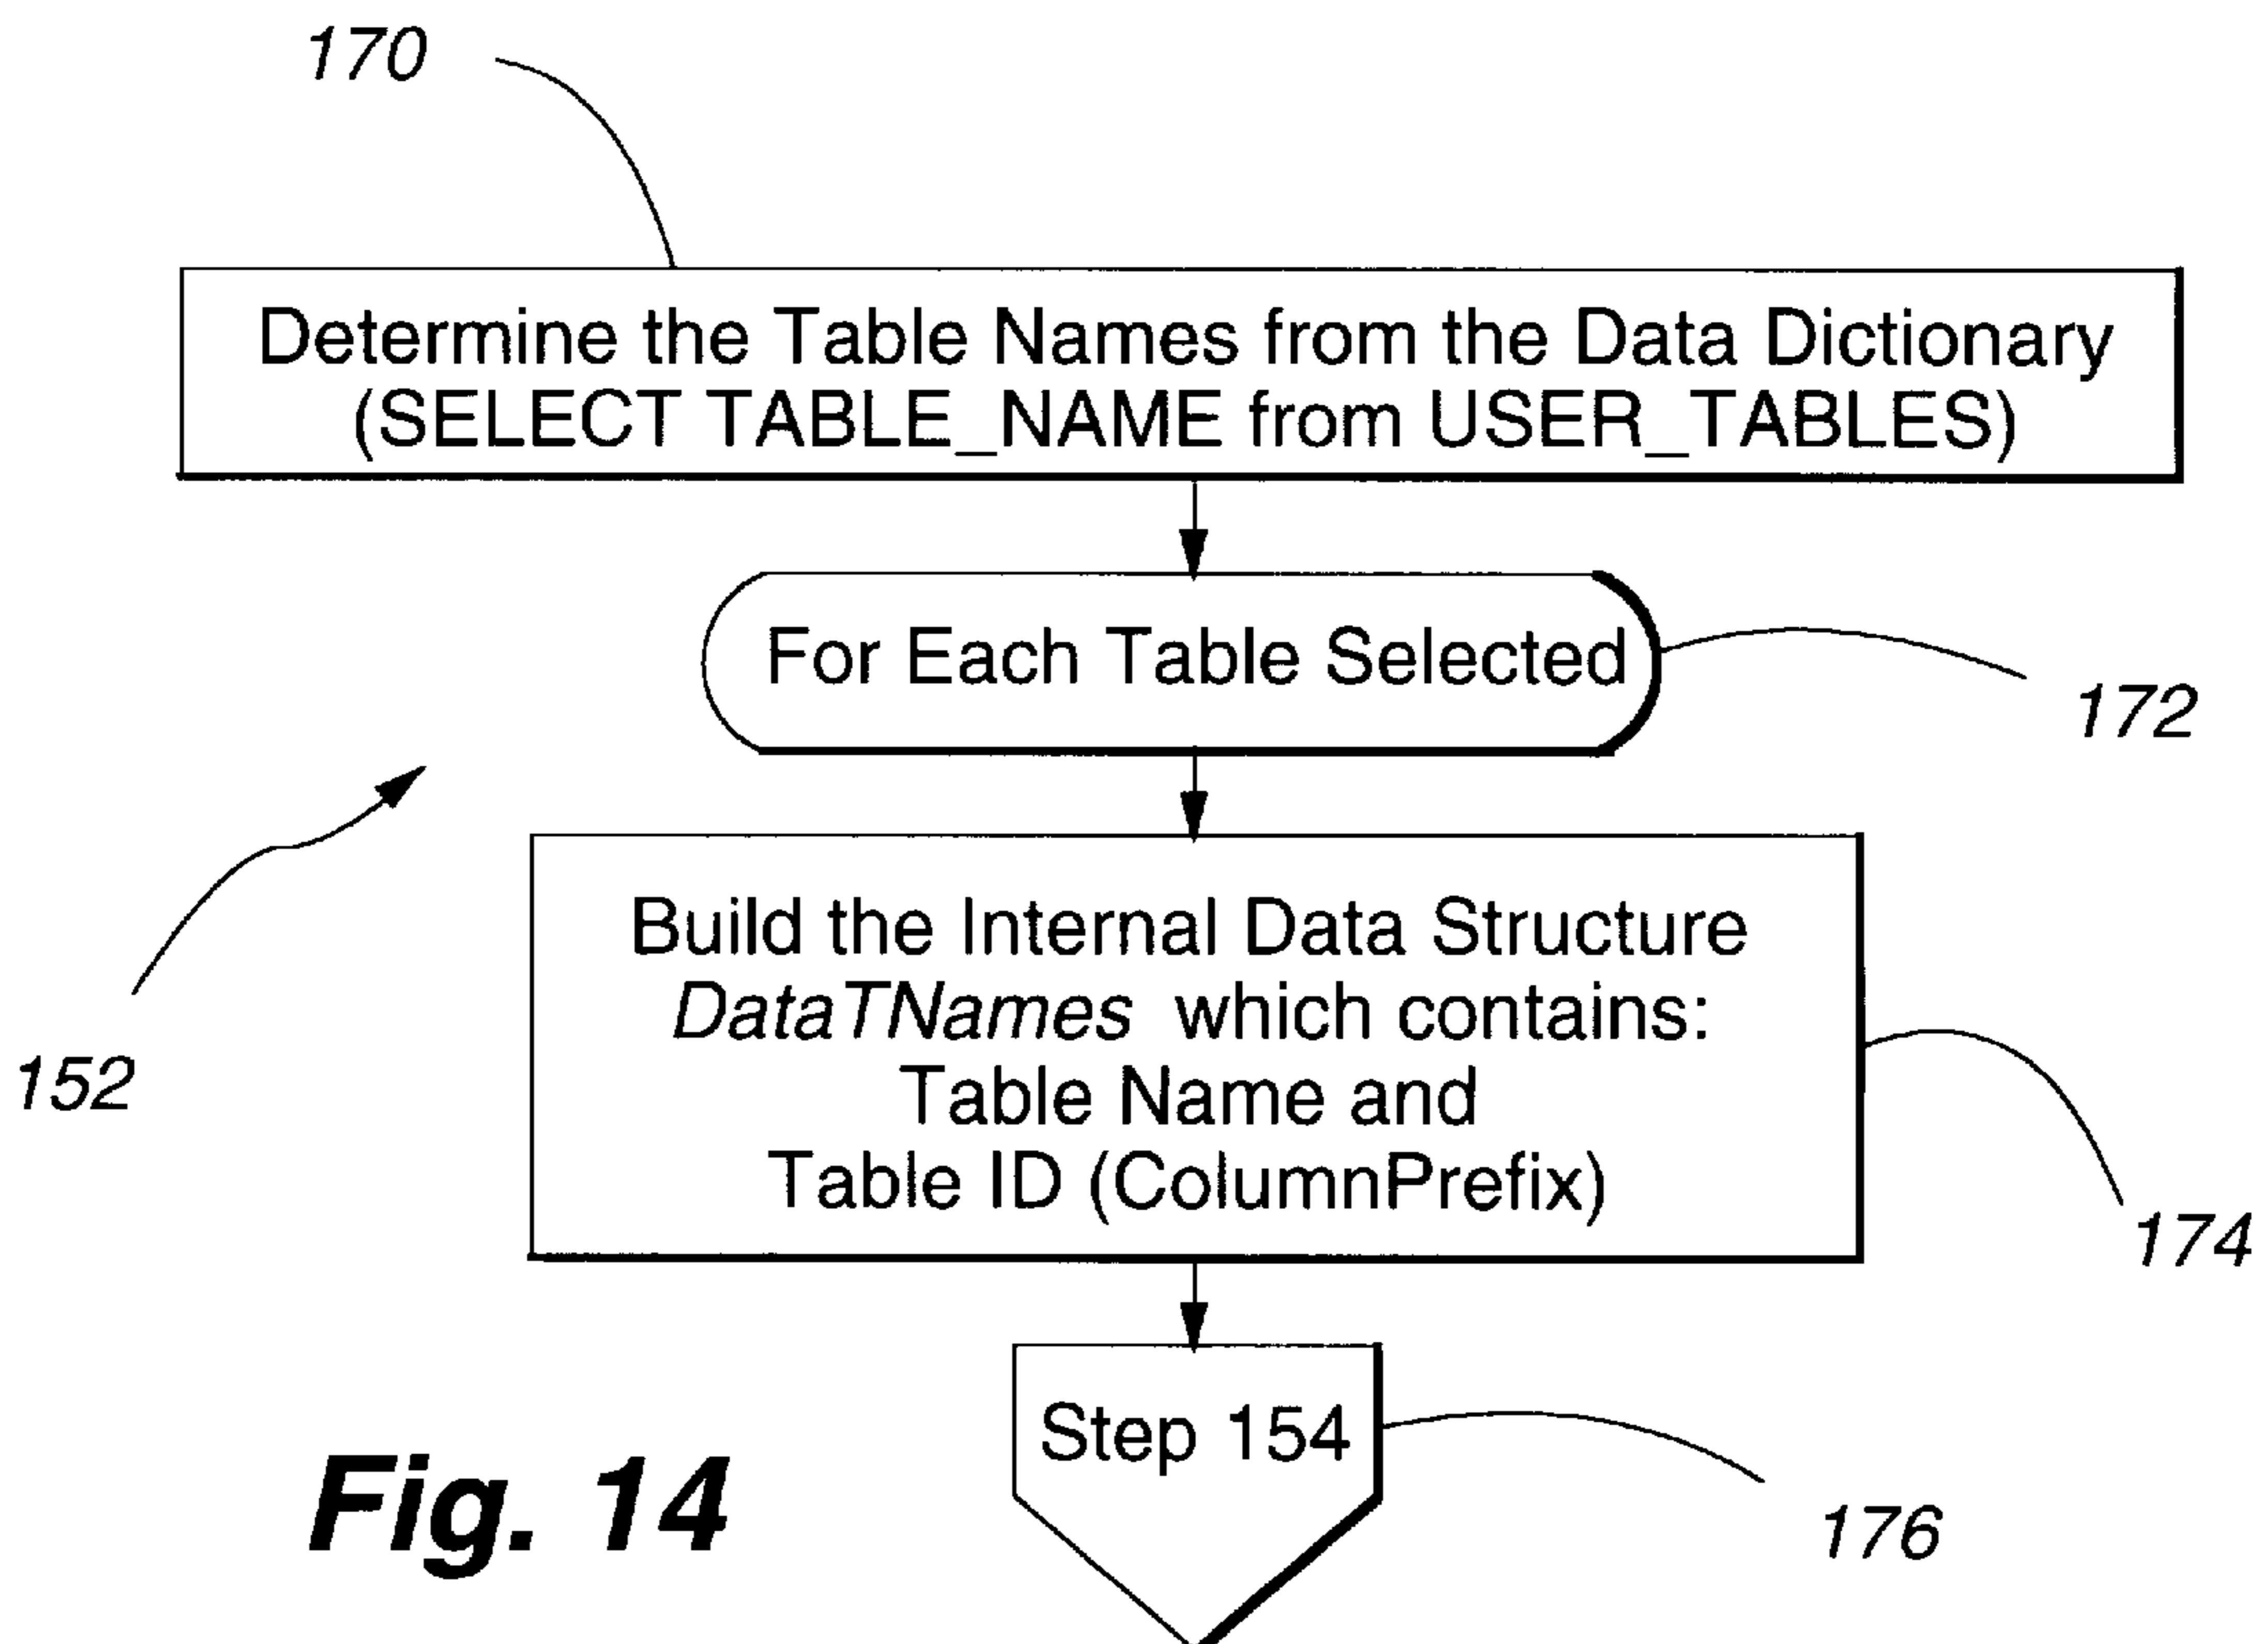 170
Determine the Table Names from the Data Dictionary
(SELECT TABLE_NAME from USER_TABLES)
For Each Table Selected
172
152
Build the Internal Data Structure
DataTNames which contains:
Table Name and
Table ID (ColumnPrefix)
174
Step 154
176
Fig. 14